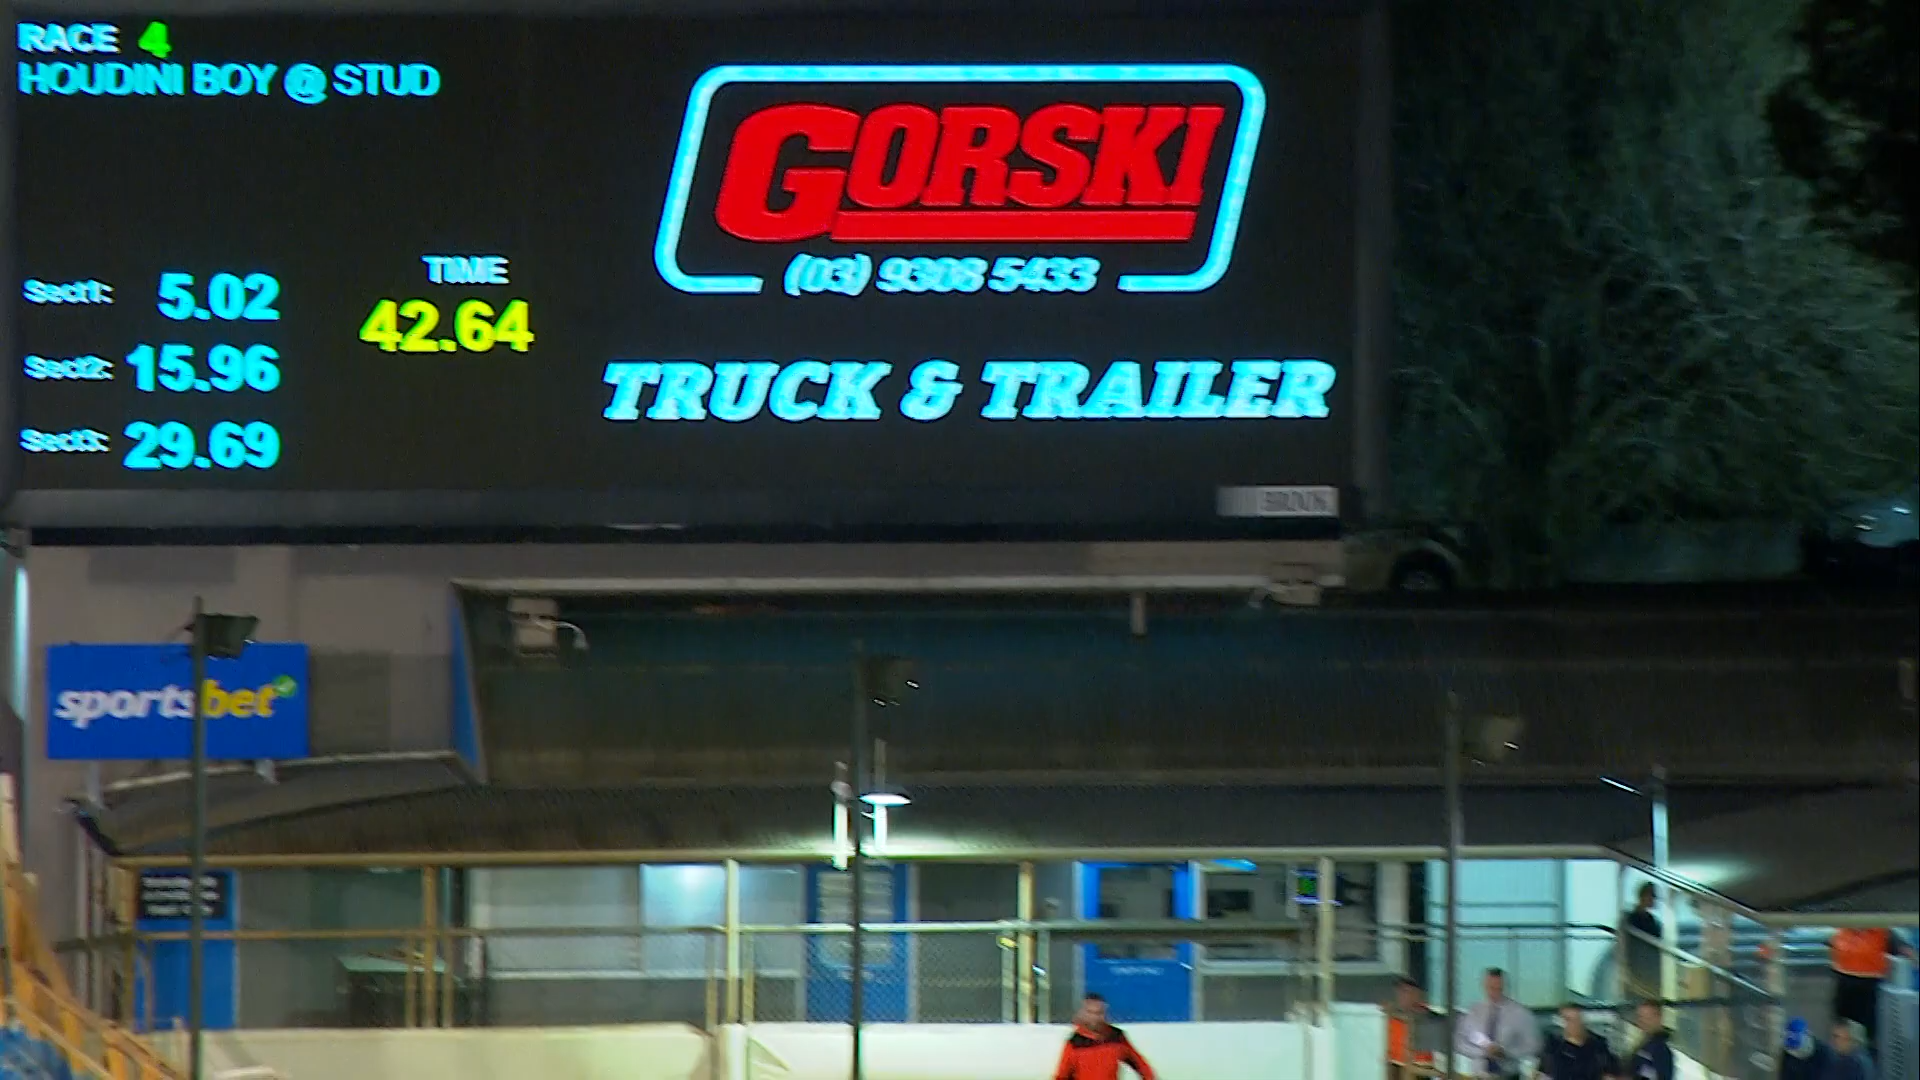 RACE 4
HOUDINI BOY @ STUD
GORSKI
(03) 9308 5433
TRUCK & TRAILER
TIME
42.64
Sect1: 5.02
Sect2: 15.96
Sect3: 29.69
sportsbet